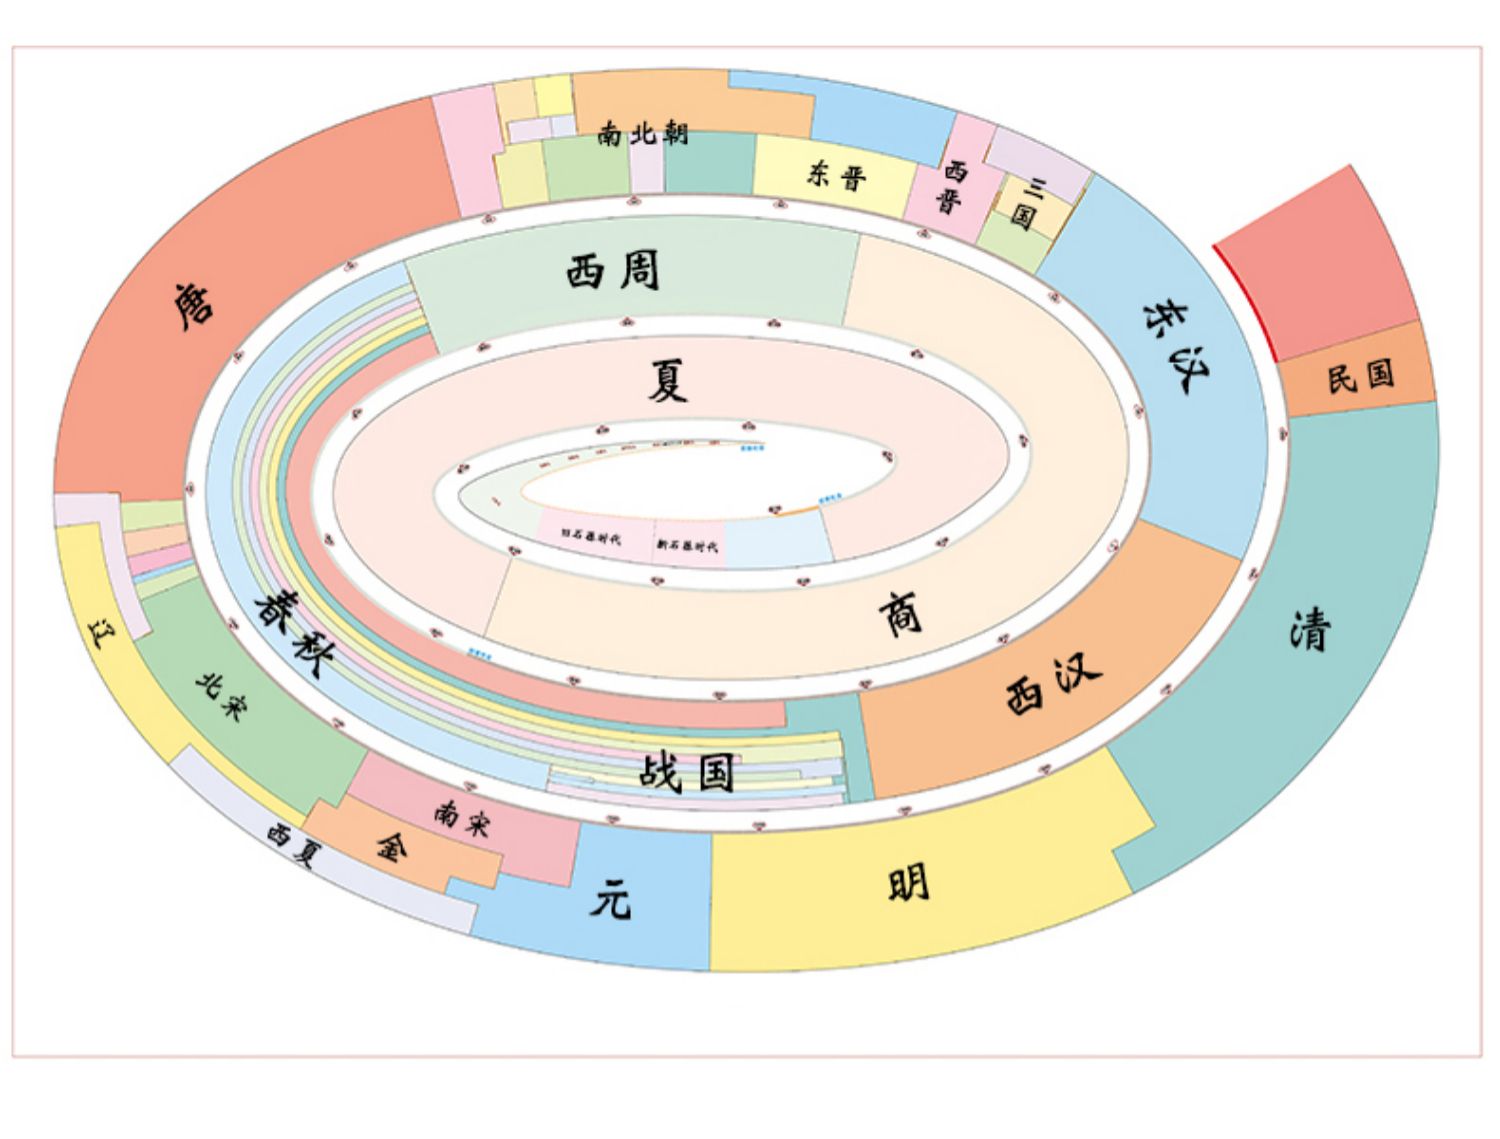 旧石器时代
新石器时代
夏
商
西周
春秋
战国
西汉
东汉
三国
西晋
东晋
南北朝
唐
辽
北宋
西夏
金
南宋
元
明
清
民国